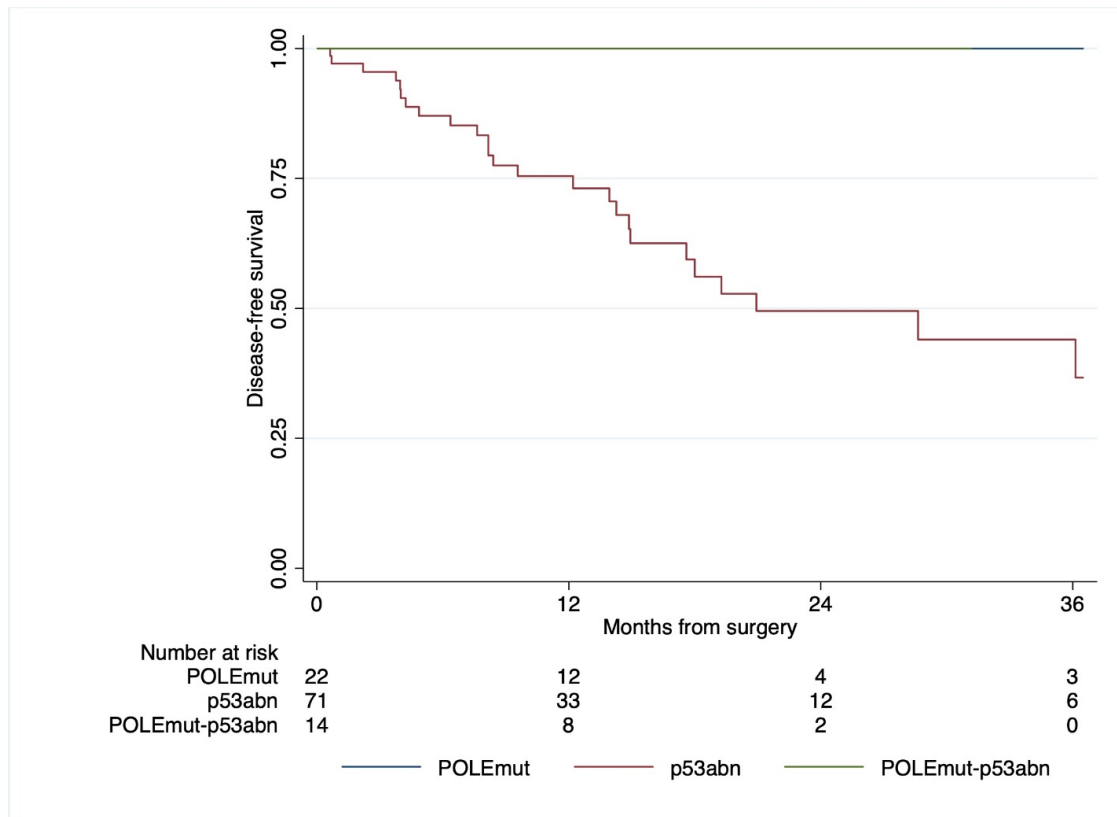 Disease-free survival
1.00
0.75
0.50
0.25
0.00
0 12 24 36
Months from surgery
Number at risk
POLEmut 22 12 4 3
p53abn 71 33 12 6
POLEmut-p53abn 14 8 2 0
POLEmut p53abn POLEmut-p53abn